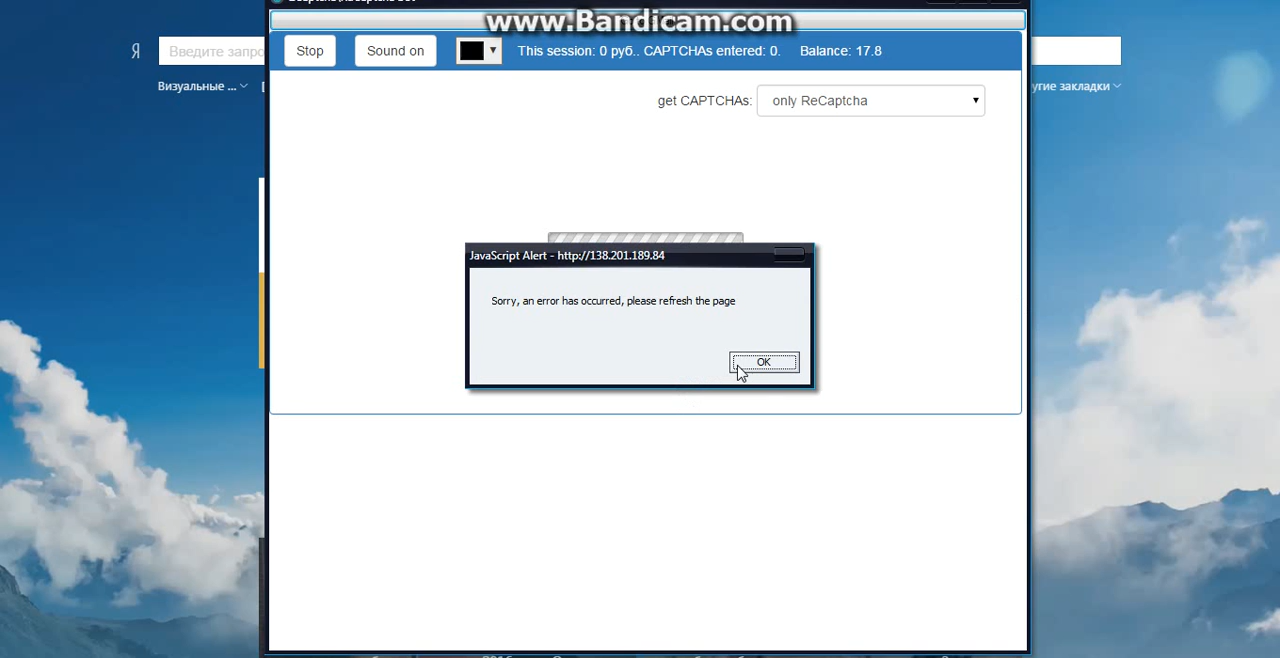 www.Bandicam.com
Я Введите запро
Stop Sound on This session: 0 руб.. CAPTCHAs entered: 0. Balance: 17.8
Визуальные ...
угие закладки
get CAPTCHAs: only ReCaptcha
JavaScript Alert - http://138.201.189.84
Sorry, an error has occurred, please refresh the page
OK